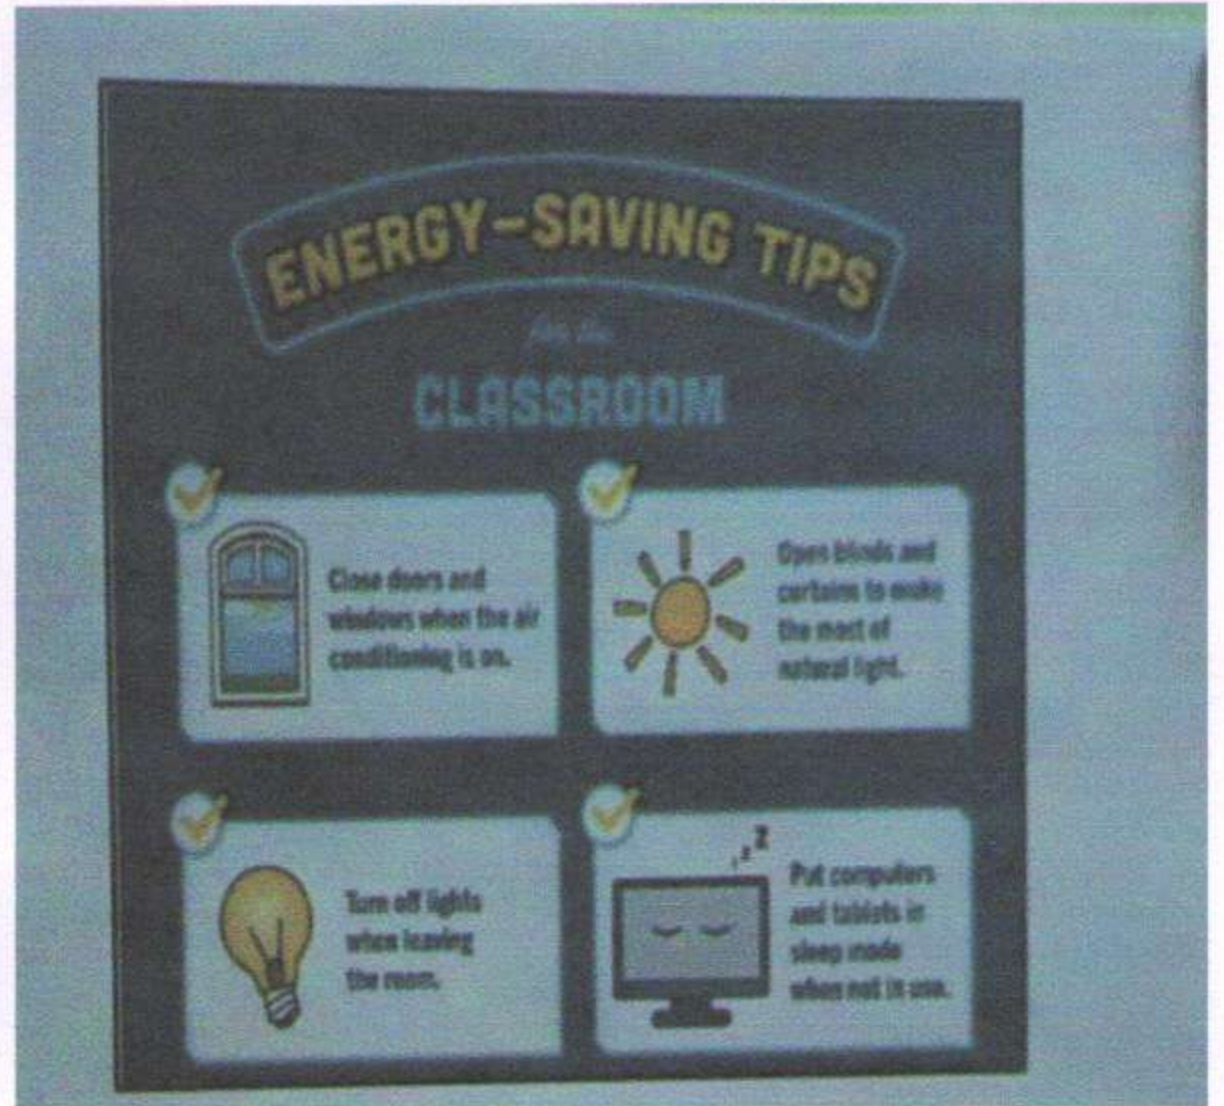 ENERGY-SAVING TIPS
for the
CLASSROOM
Close doors and
windows when the air
conditioning is on.
Open blinds and
curtains to make
the most of
natural light.
Turn off lights
when leaving
the room.
z z Z
Put computers
and tablets in
sleep mode
when not in use.